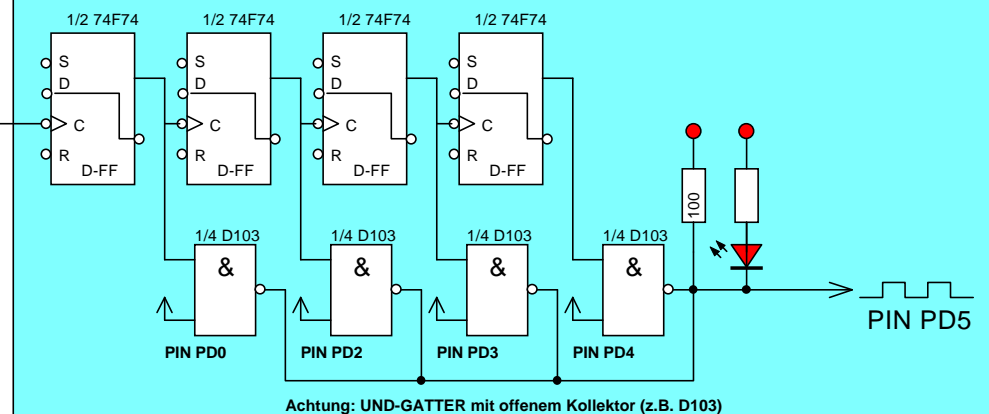 1/2 74F74 1/2 74F74 1/2 74F74 1/2 74F74
S S S S
D D D D
C C C C
R R R R
D-FF D-FF D-FF D-FF
100
1/4 D103 1/4 D103 1/4 D103 1/4 D103
& & & &
PIN PD5
PIN PD0 PIN PD2 PIN PD3 PIN PD4
Achtung: UND-GATTER mit offenem Kollektor (z.B. D103)